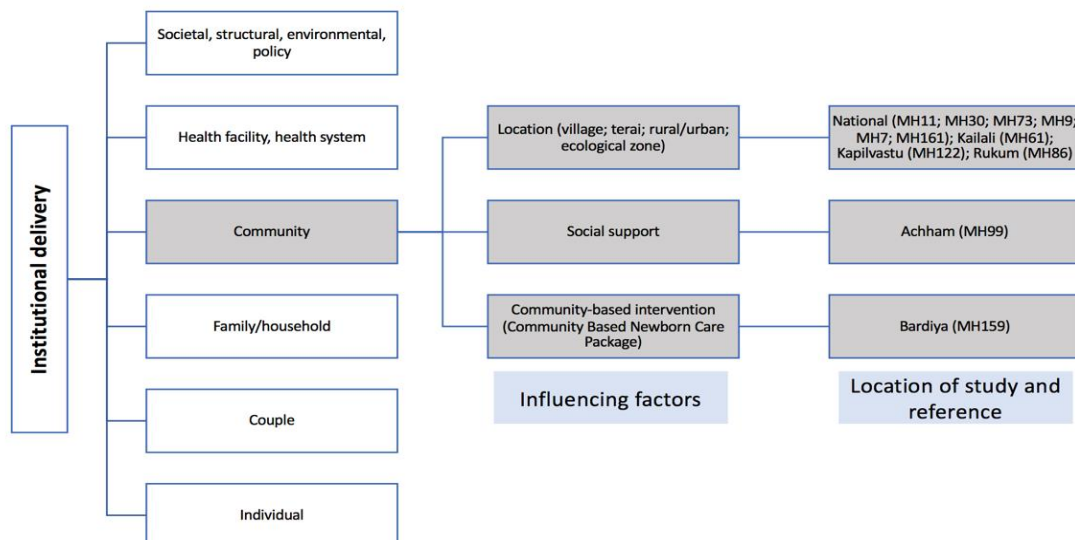 Institutional delivery
Societal, structural, environmental,
policy
Health facility, health system
Community
Family/household
Couple
Individual
Location (village; terai; rural/urban;
ecological zone)
Social support
Community-based intervention
(Community Based Newborn Care
Package)
Influencing factors
National (MH11; MH30; MH73; MH9;
MH7; MH161); Kailali (MH61);
Kapilvastu (MH122); Rukum (MH86)
Achham (MH99)
Bardiya (MH159)
Location of study and
reference